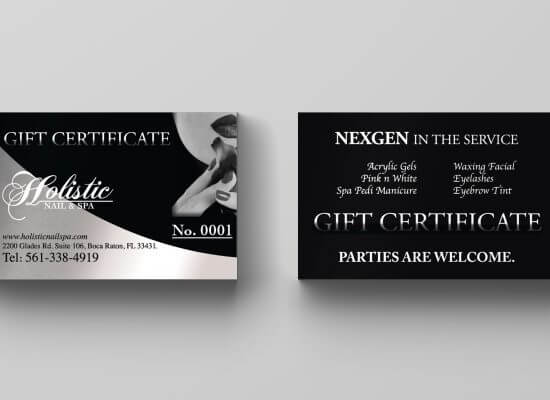 GIFT CERTIFICATE
Holistic
NAIL & SPA
No. 0001
www.holisticnailspa.com
2200 Glades Rd. Suite 106, Boca Raton, FL 33431.
Tel: 561-338-4919
NEXGEN IN THE SERVICE
Acrylic Gels Waxing Facial
Pink n White Eyelashes
Spa Pedi Manicure Eyebrow Tint
GIFT CERTIFICATE
PARTIES ARE WELCOME.